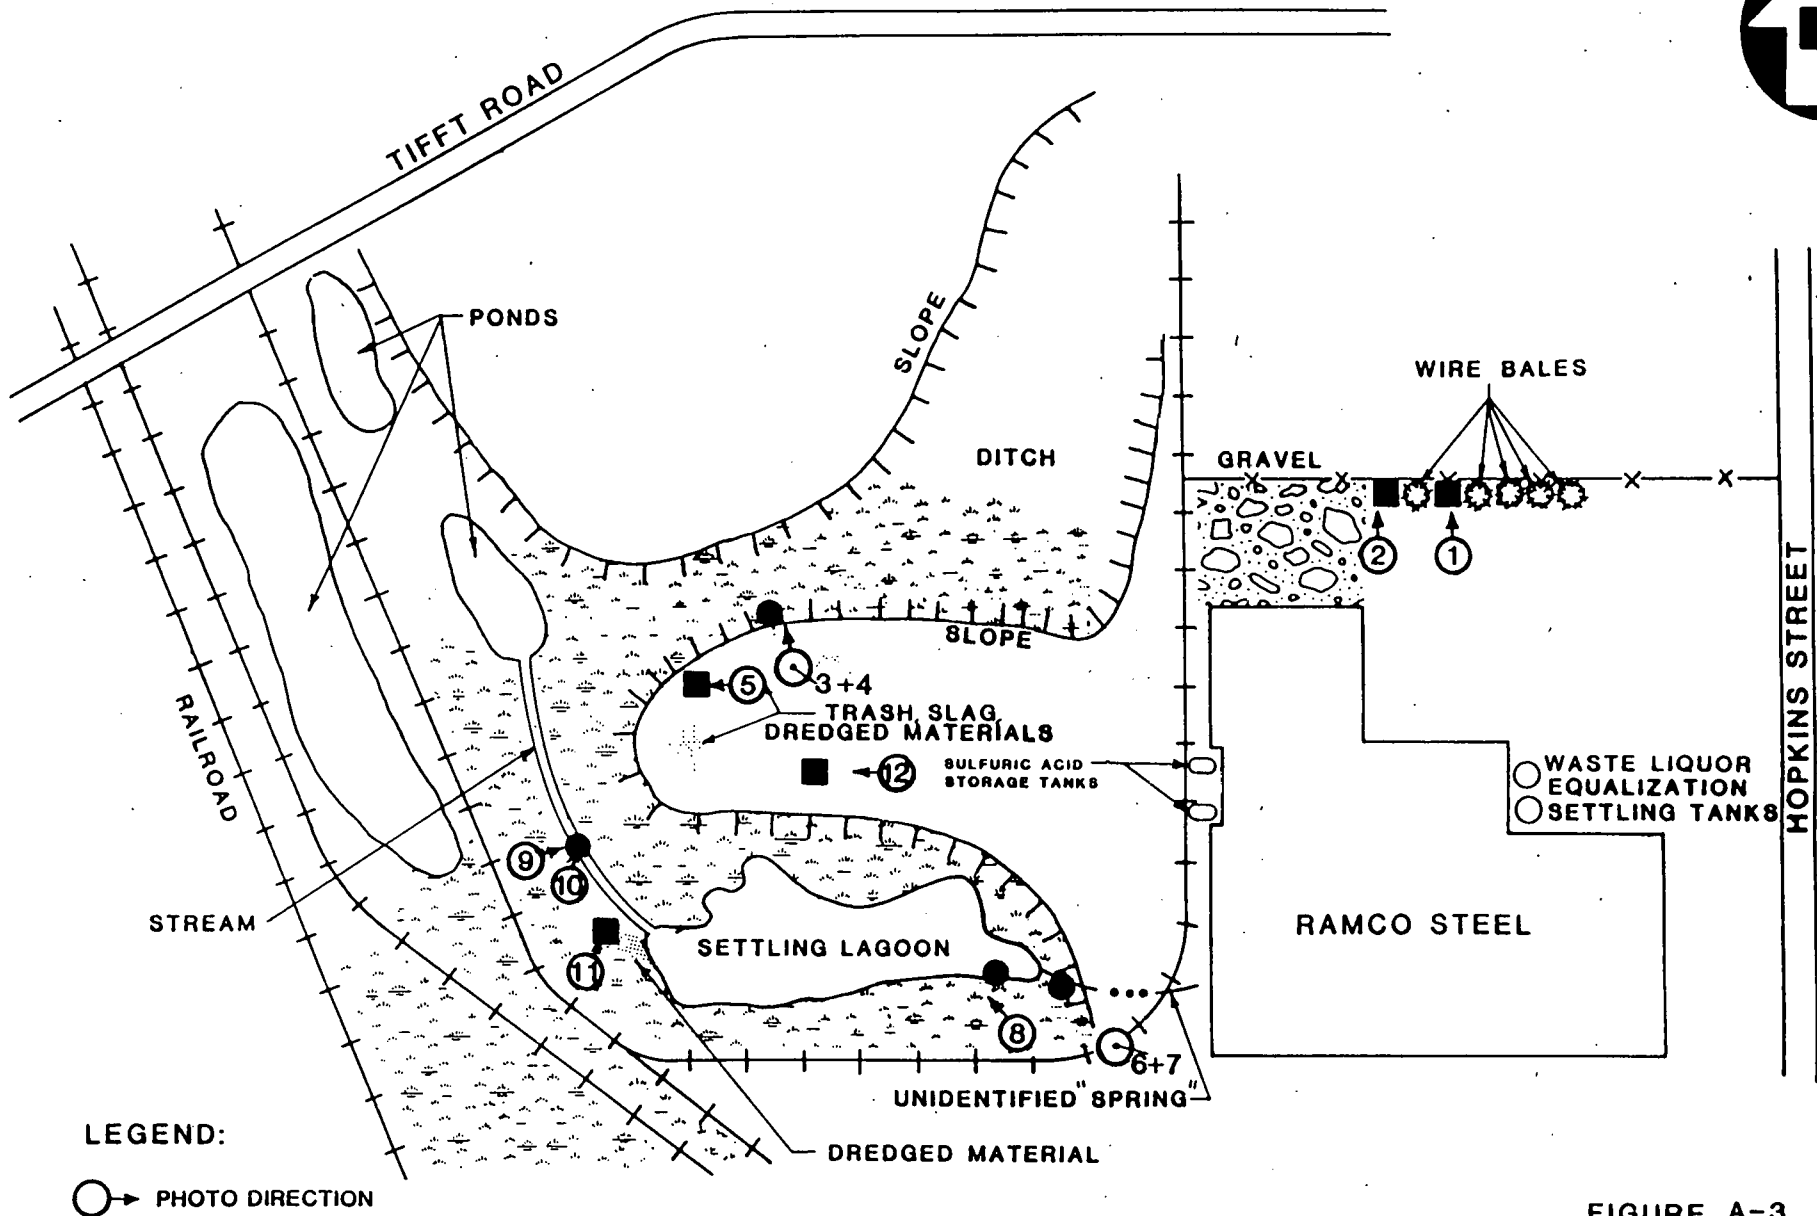 TIFFT ROAD
PONDS
SLOPE
WIRE BALES
DITCH
GRAVEL
2
1
HOPKINS STREET
SLOPE
5
3+4
TRASH, SLAG,
DREDGED MATERIALS
12
SULFURIC ACID
STORAGE TANKS
WASTE LIQUOR
EQUALIZATION
SETTLING TANKS
RAILROAD
9
10
STREAM
SETTLING LAGOON
RAMCO STEEL
11
8
6+7
UNIDENTIFIED "SPRING"
DREDGED MATERIAL
LEGEND:
PHOTO DIRECTION
FIGURE A-3